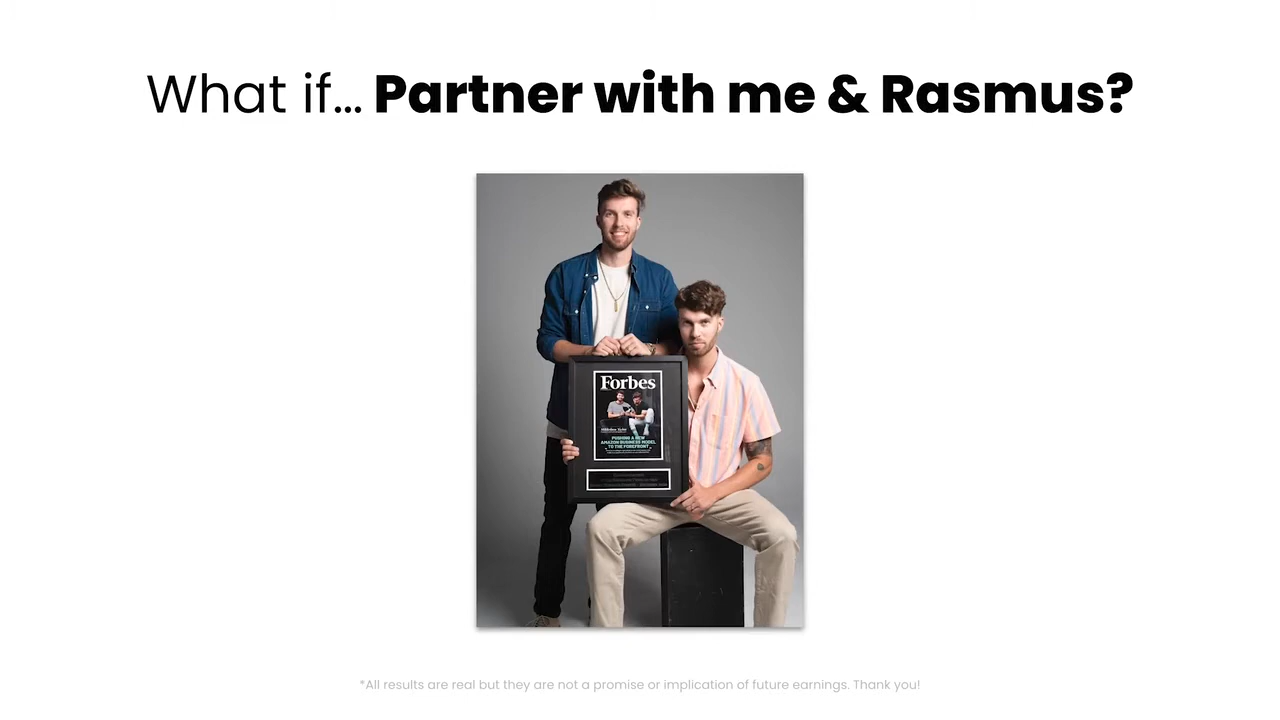 What if... Partner with me & Rasmus?
Forbes
PUSHING A NEW
AMAZON BUSINESS MODEL
TO THE FOREFRONT
*All results are real but they are not a promise or implication of future earnings. Thank you!